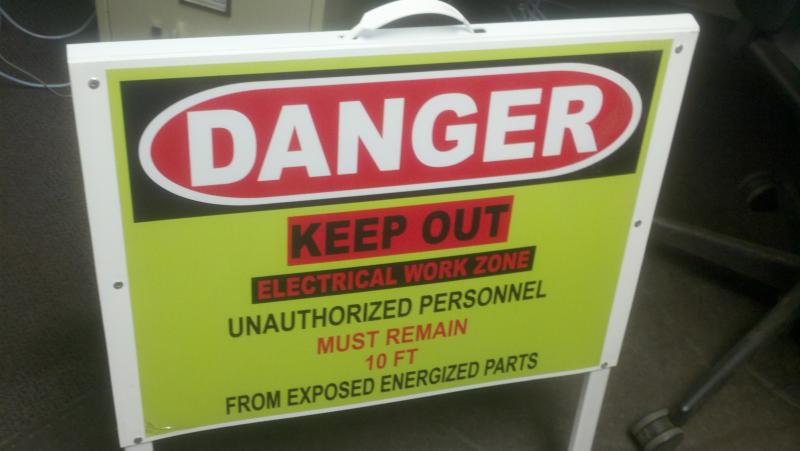 DANGER
KEEP OUT
ELECTRICAL WORK ZONE
UNAUTHORIZED PERSONNEL
MUST REMAIN
10 FT
FROM EXPOSED ENERGIZED PARTS